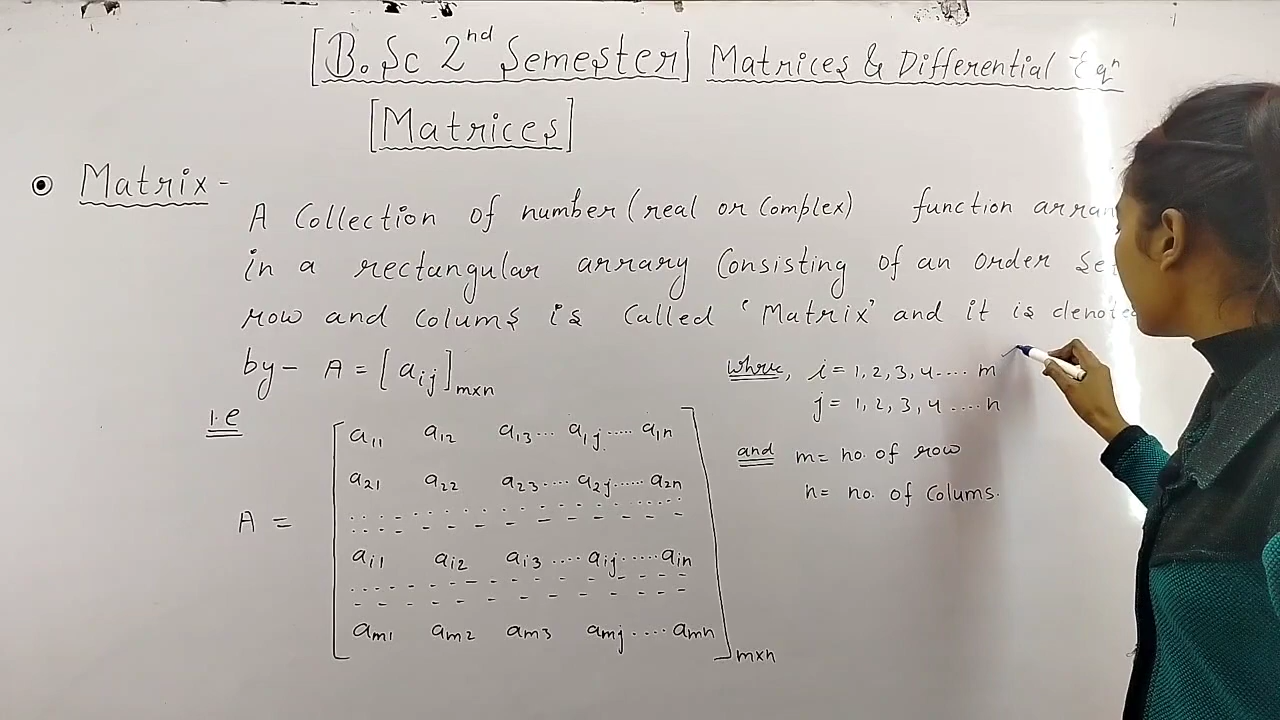 [B.Sc 2nd Semester] Matrices & Differential Eqn
[Matrices]
Matrix -
A Collection of number (real or Complex) function arran
in a rectangular arrary Consisting of an order Se
row and Colums is Called 'Matrix' and it is denote
by - A = [aij]m×n
where, i = 1, 2, 3, 4 .... m
j = 1, 2, 3, 4 .... n
i.e
and m = no. of row
n = no. of Colums.
A =
a11 a12 a13 ... a1j ..... a1n
a21 a22 a23 .... a2j ..... a2n
ai1 ai2 ai3 .... aij ..... ain
am1 am2 am3 amj .... amn
m×n